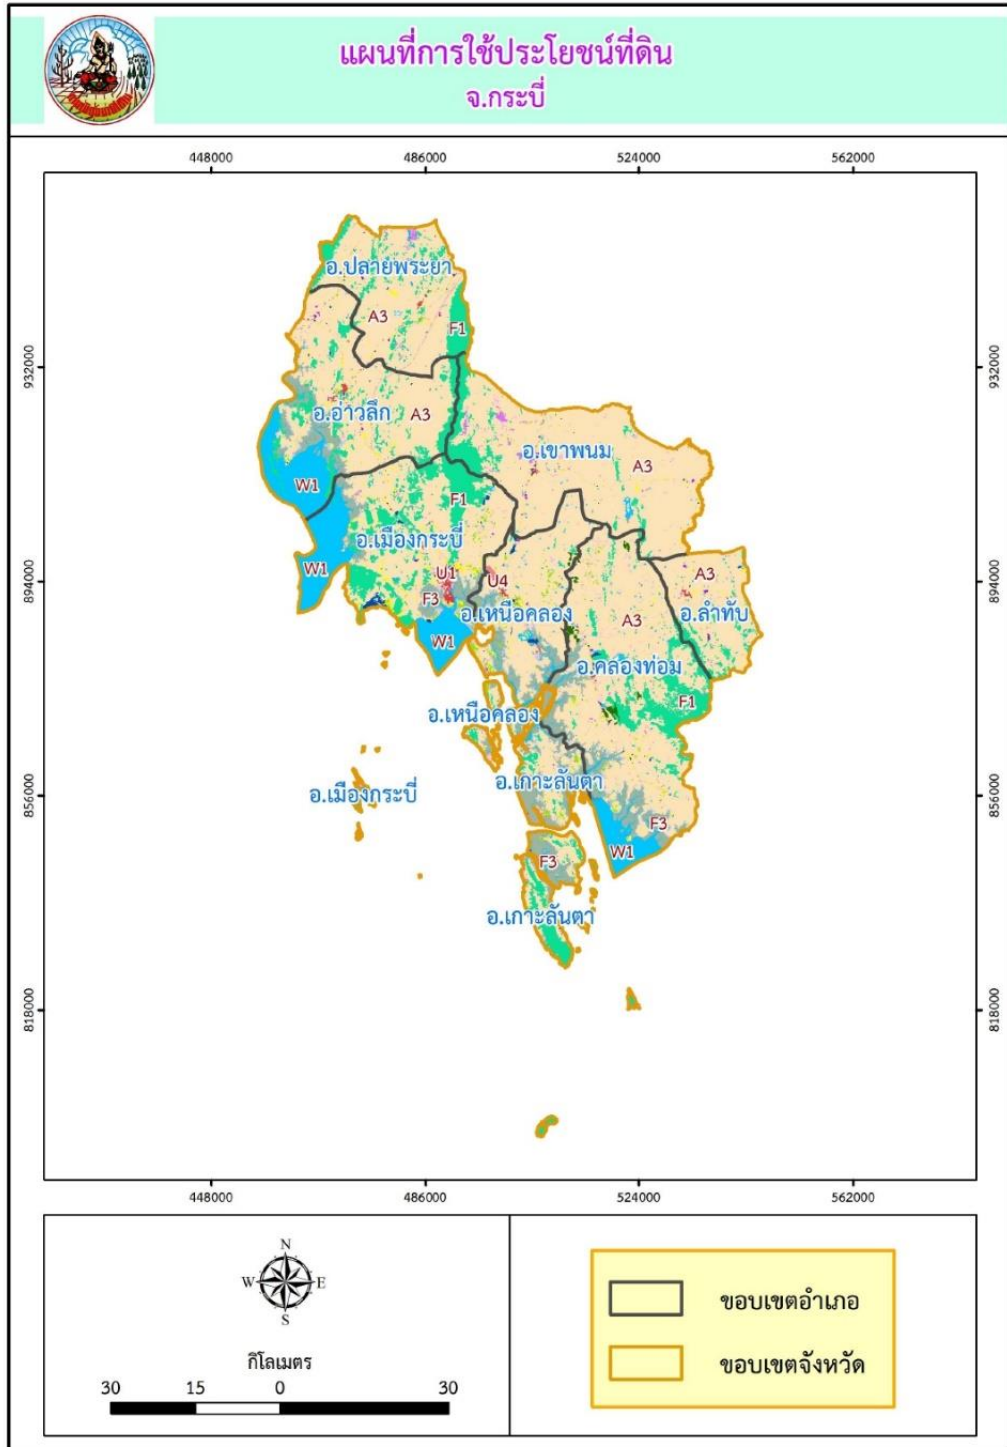 แผนที่การใช้ประโยชน์ที่ดิน
จ.กระบี่
448000 486000 524000 562000
อ.ปลายพระยา
A3
F1
932000 932000
อ.อ่าวลึก A3
อ.เขาพนม
A3
W1
F1
อ.เมืองกระบี่
W1
U1 U4
A3
894000 894000
F3
อ.เหนือคลอง
A3
อ.ลำทับ
W1
อ.คลองท่อม
F1
อ.เหนือคลอง
อ.เกาะลันตา
อ.เมืองกระบี่
856000 856000
F3
W1
F3
อ.เกาะลันตา
818000 818000
448000 486000 524000 562000
N
W E
S
กิโลเมตร
30 15 0 30
ขอบเขตอำเภอ
ขอบเขตจังหวัด